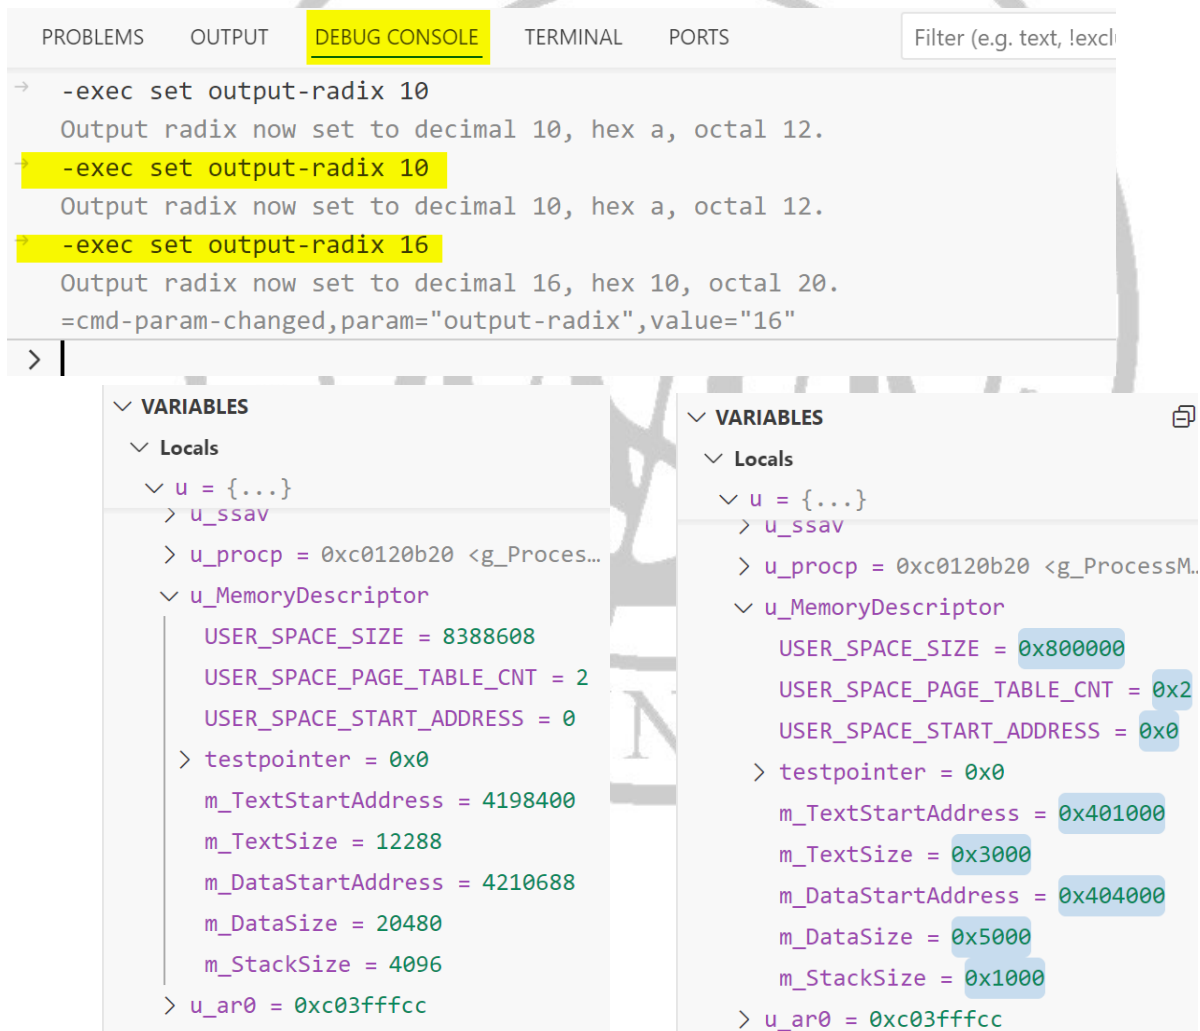 PROBLEMS OUTPUT DEBUG CONSOLE TERMINAL PORTS Filter (e.g. text, !excl
-exec set output-radix 10
Output radix now set to decimal 10, hex a, octal 12.
-exec set output-radix 10
Output radix now set to decimal 10, hex a, octal 12.
-exec set output-radix 16
Output radix now set to decimal 16, hex 10, octal 20.
=cmd-param-changed,param="output-radix",value="16"
VARIABLES
Locals
u = {...}
u_ssav
u_procp = 0xc0120b20 <g_Proces...
u_MemoryDescriptor
USER_SPACE_SIZE = 8388608
USER_SPACE_PAGE_TABLE_CNT = 2
USER_SPACE_START_ADDRESS = 0
testpointer = 0x0
m_TextStartAddress = 4198400
m_TextSize = 12288
m_DataStartAddress = 4210688
m_DataSize = 20480
m_StackSize = 4096
u_ar0 = 0xc03fffcc
VARIABLES
Locals
u = {...}
u_ssav
u_procp = 0xc0120b20 <g_ProcessM...
u_MemoryDescriptor
USER_SPACE_SIZE = 0x800000
USER_SPACE_PAGE_TABLE_CNT = 0x2
USER_SPACE_START_ADDRESS = 0x0
testpointer = 0x0
m_TextStartAddress = 0x401000
m_TextSize = 0x3000
m_DataStartAddress = 0x404000
m_DataSize = 0x5000
m_StackSize = 0x1000
u_ar0 = 0xc03fffcc